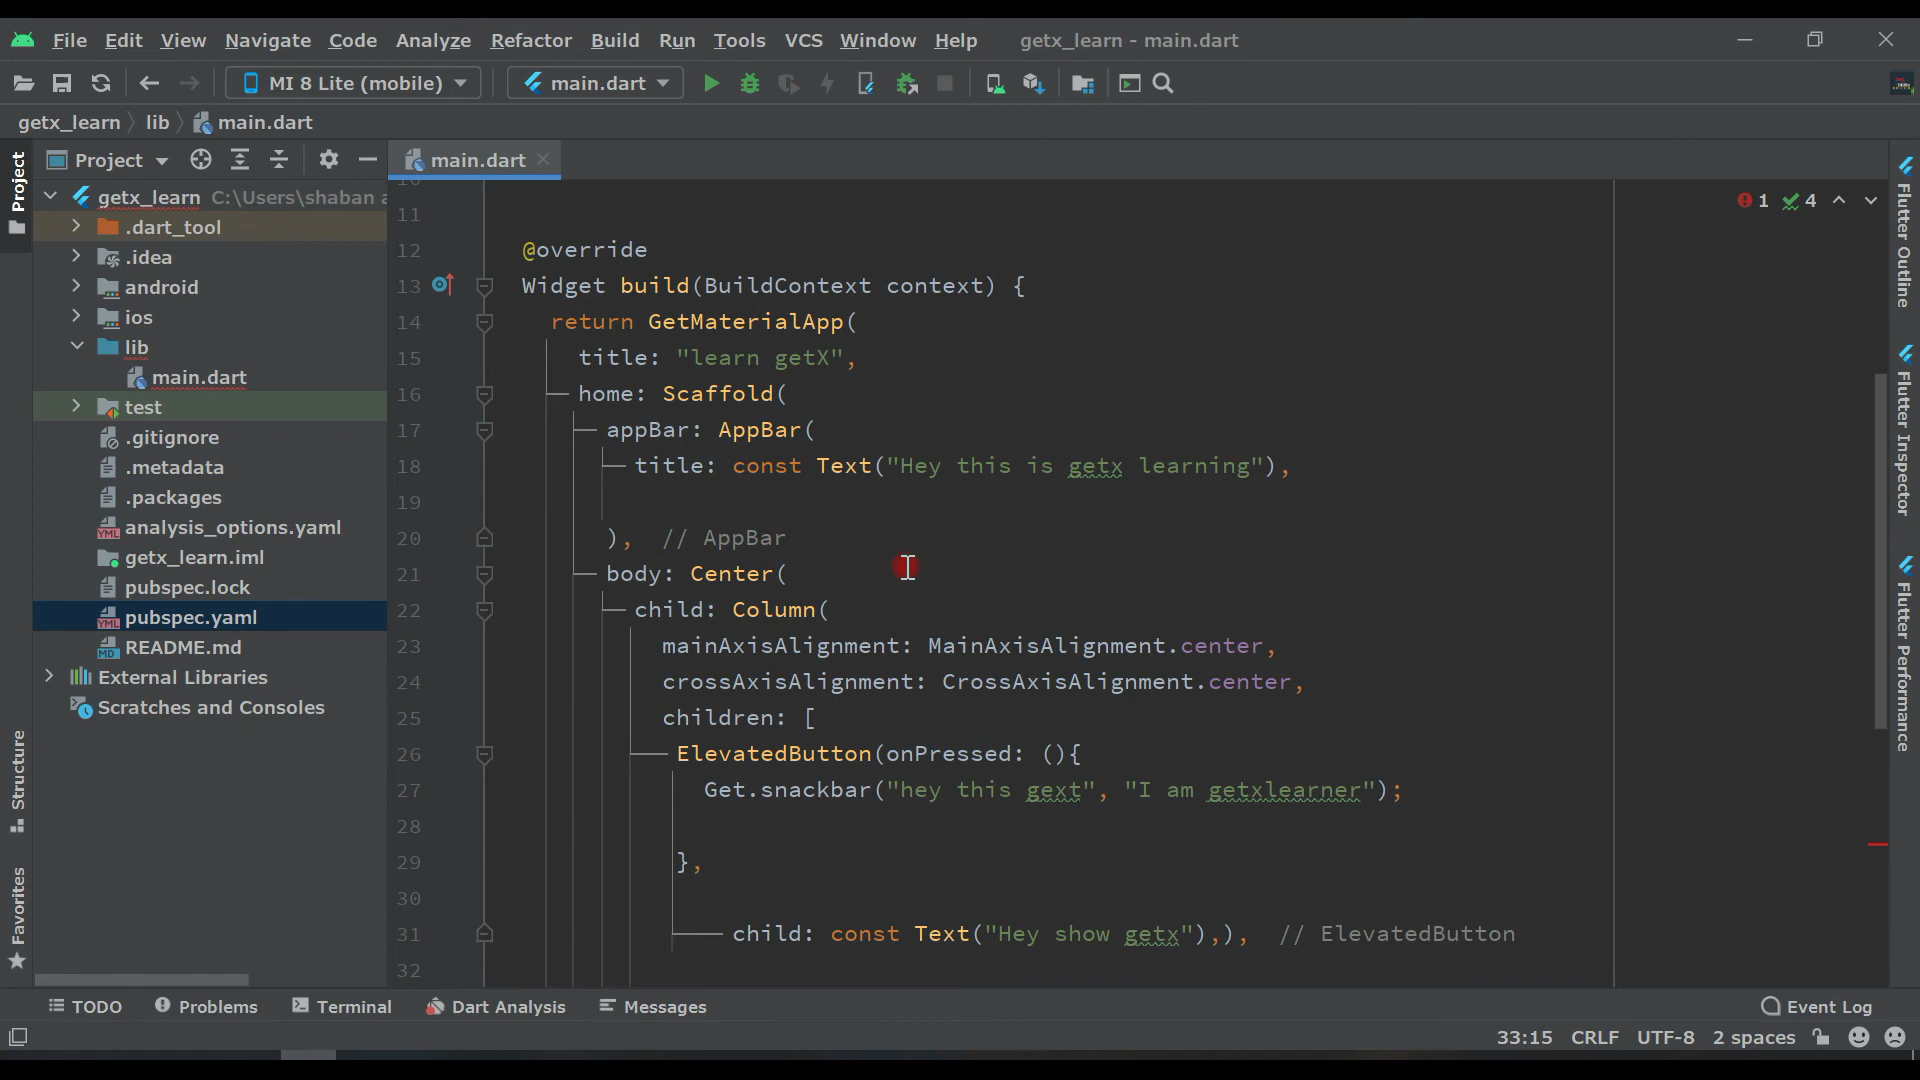 File Edit View Navigate Code Analyze Refactor Build Run Tools VCS Window Help getx_learn - main.dart
MI 8 Lite (mobile) main.dart
getx_learn lib main.dart
Project
Project
main.dart
getx_learn C:\Users\shaban a
.dart_tool
.idea
android
ios
lib
main.dart
test
.gitignore
.metadata
.packages
analysis_options.yaml
getx_learn.iml
pubspec.lock
pubspec.yaml
README.md
External Libraries
Scratches and Consoles
Structure
Favorites
1 4
10
11
12 @override
13 Widget build(BuildContext context) {
14 return GetMaterialApp(
15 title: "learn getX",
16 home: Scaffold(
17 appBar: AppBar(
18 title: const Text("Hey this is getx learning"),
19
20 ), // AppBar
21 body: Center(
22 child: Column(
23 mainAxisAlignment: MainAxisAlignment.center,
24 crossAxisAlignment: CrossAxisAlignment.center,
25 children: [
26 ElevatedButton(onPressed: (){
27 Get.snackbar("hey this gext", "I am getxlearner");
28
29 },
30
31 child: const Text("Hey show getx"),), // ElevatedButton
32
Flutter Outline
Flutter Inspector
Flutter Performance
TODO Problems Terminal Dart Analysis Messages Event Log
33:15 CRLF UTF-8 2 spaces